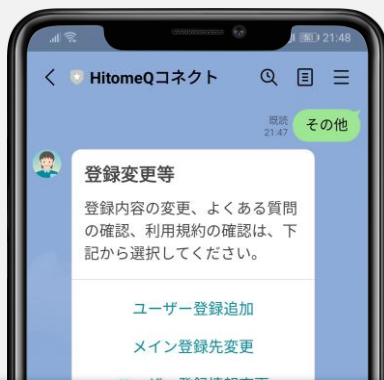 21:48
HitomeQコネクト
既読
21:47
その他
登録変更等
登録内容の変更、よくある質問
の確認、利用規約の確認は、下
記から選択してください。
ユーザー登録追加
メイン登録先変更